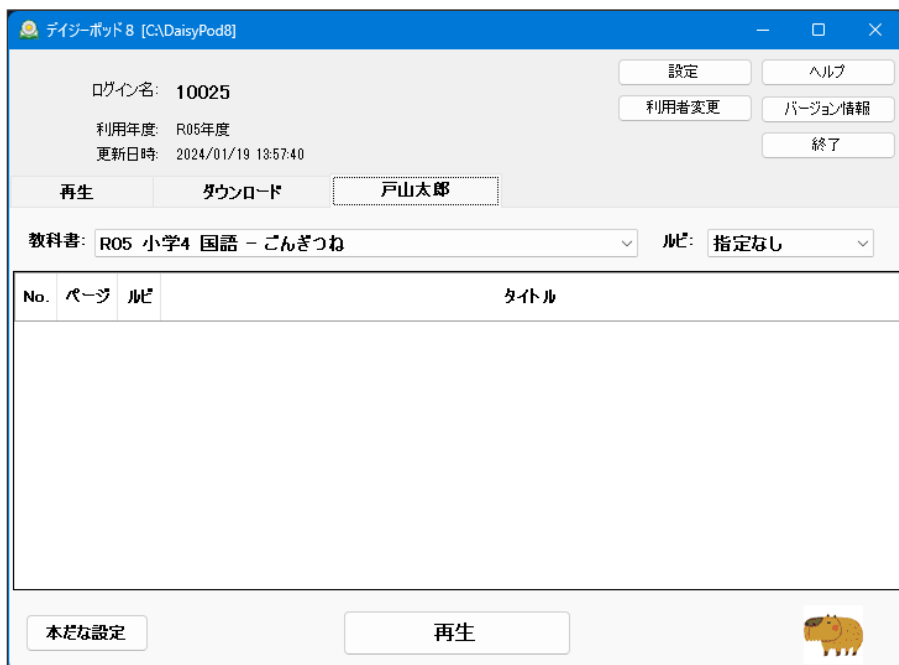 デイジーポッド8 [C:\DaisyPod8]
設定
ヘルプ
ログイン名: 10025
利用者変更
バージョン情報
利用年度: R05年度
終了
更新日時: 2024/01/19 13:57:40
再生
ダウンロード
戸山太郎
教科書: R05 小学4 国語 - ごんぎつね
ルビ: 指定なし
No. ページ ルビ タイトル
本だな設定
再生